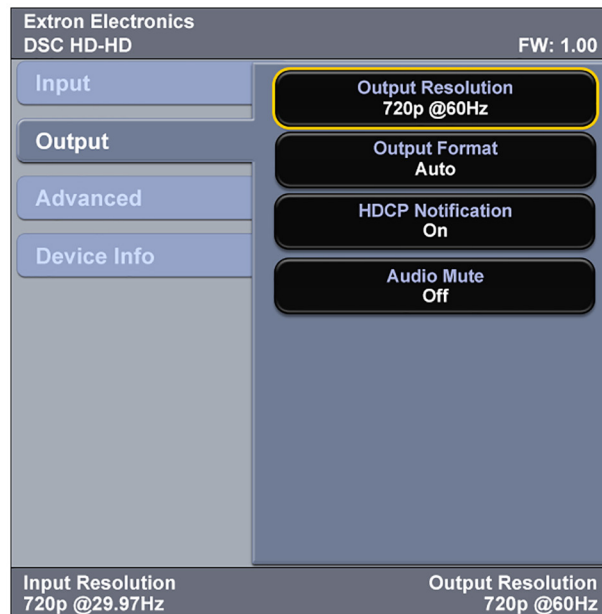 Extron Electronics
DSC HD-HD
FW: 1.00
Input
Output
Advanced
Device Info
Output Resolution
720p @60Hz
Output Format
Auto
HDCP Notification
On
Audio Mute
Off
Input Resolution
720p @29.97Hz
Output Resolution
720p @60Hz